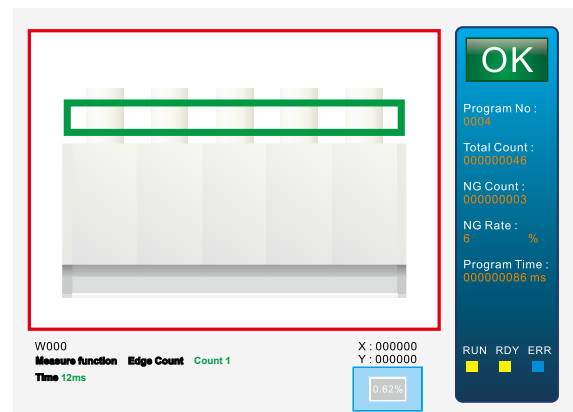 OK
Program No :
0004
Total Count :
000000046
NG Count :
000000003
NG Rate :
6 %
Program Time :
000000086 ms
RUN RDY ERR
W000
Measure function Edge Count Count 1
Time 12ms
X : 000000
Y : 000000
0.62%